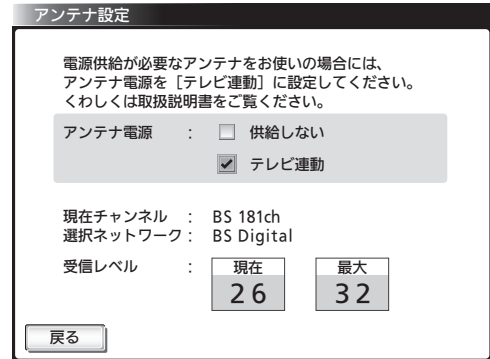 アンテナ設定
電源供給が必要なアンテナをお使いの場合には、
アンテナ電源を［テレビ連動］に設定してください。
くわしくは取扱説明書をご覧ください。
アンテナ電源 : 供給しない
テレビ連動
現在チャンネル : BS 181ch
選択ネットワーク : BS Digital
受信レベル : 現在 最大
26 32
戻る